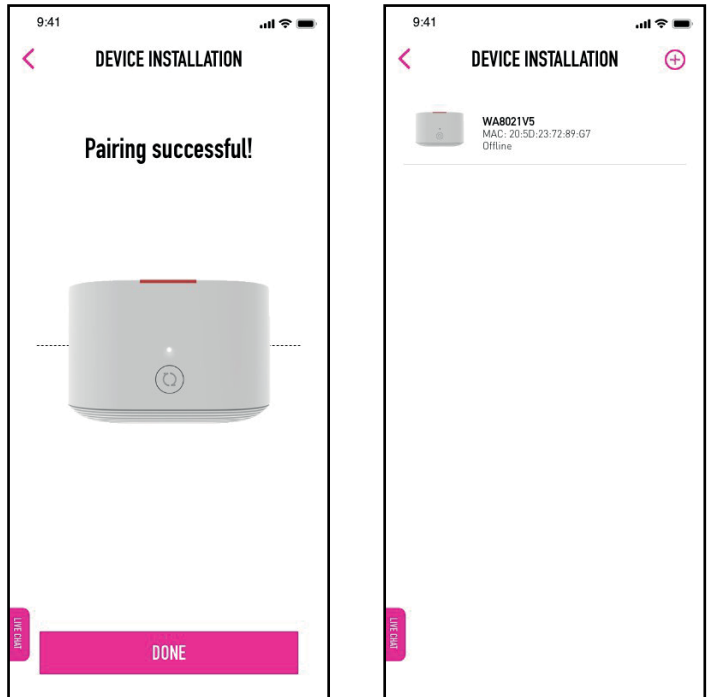 9:41
DEVICE INSTALLATION
Pairing successful!
LIVE CHAT
DONE
9:41
DEVICE INSTALLATION
WA8021V5
MAC: 20:5D:23:72:89:G7
Offline
LIVE CHAT